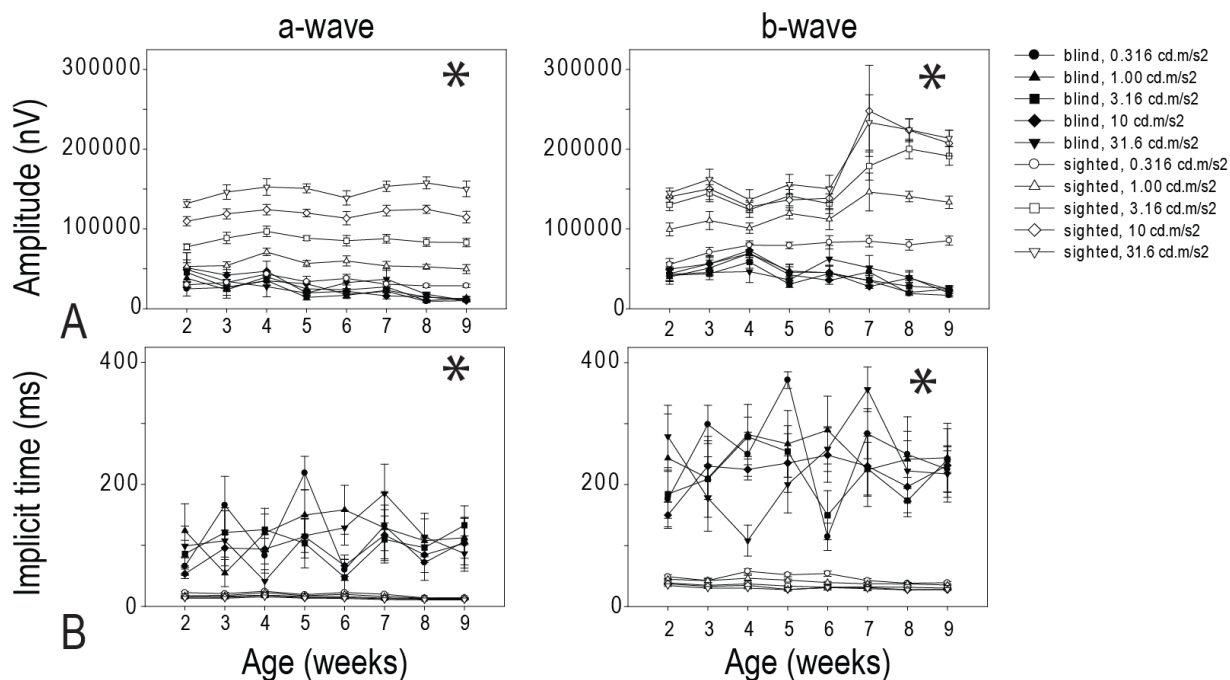 a-wave
b-wave
A
Amplitude (nV)
300000
200000
100000
0
2 3 4 5 6 7 8 9
*
300000
200000
100000
0
2 3 4 5 6 7 8 9
*
blind, 0.316 cd.m/s2
blind, 1.00 cd.m/s2
blind, 3.16 cd.m/s2
blind, 10 cd.m/s2
blind, 31.6 cd.m/s2
sighted, 0.316 cd.m/s2
sighted, 1.00 cd.m/s2
sighted, 3.16 cd.m/s2
sighted, 10 cd.m/s2
sighted, 31.6 cd.m/s2
B
Implicit time (ms)
400
200
0
2 3 4 5 6 7 8 9
*
Age (weeks)
400
200
0
2 3 4 5 6 7 8 9
*
Age (weeks)